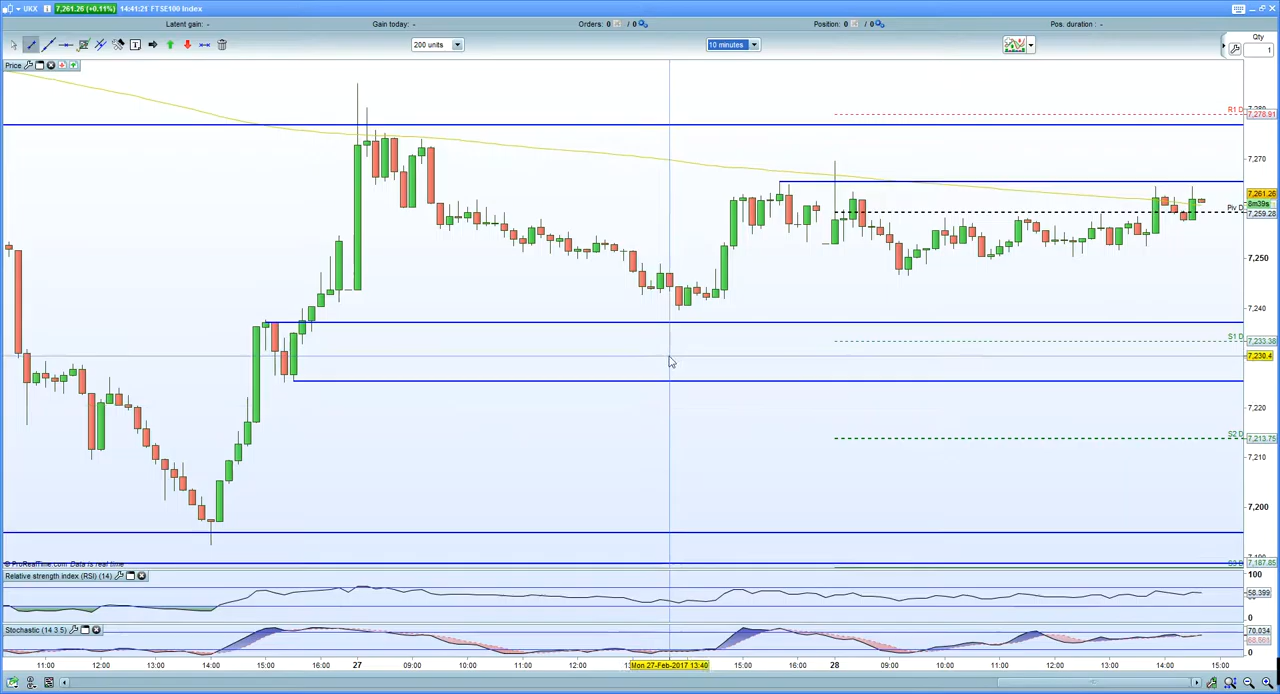 UKX 7,261.26 (+0.11%) 14:41:21 FTSE100 Index
Latent gain: - Gain today: - Orders: 0 / 0 Position: 0 / 0 Pos. duration : -
200 units 10 minutes Qty
1
Price
R1 D 7,278.91
7,270
7,261.26
8m39s
Piv D 7,259.28
7,250
7,240
S1 D 7,233.38
7,230.4
7,220
S2 D 7,213.75
7,210
7,200
© ProRealTime.com Data is real time
S3 D 7,187.85
Relative strength index (RSI) (14) 100
58.399
0
Stochastic (14 3 5) 70.034
0
11:00 12:00 13:00 14:00 15:00 16:00 27 09:00 10:00 11:00 12:00 Mon 27-Feb-2017 13:40 15:00 16:00 28 09:00 10:00 11:00 12:00 13:00 14:00 15:00